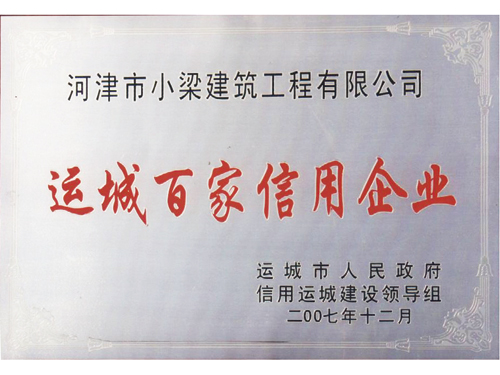 河津市小梁建筑工程有限公司
运城百家信用企业
运城市人民政府
信用运城建设领导组
二00七年十二月